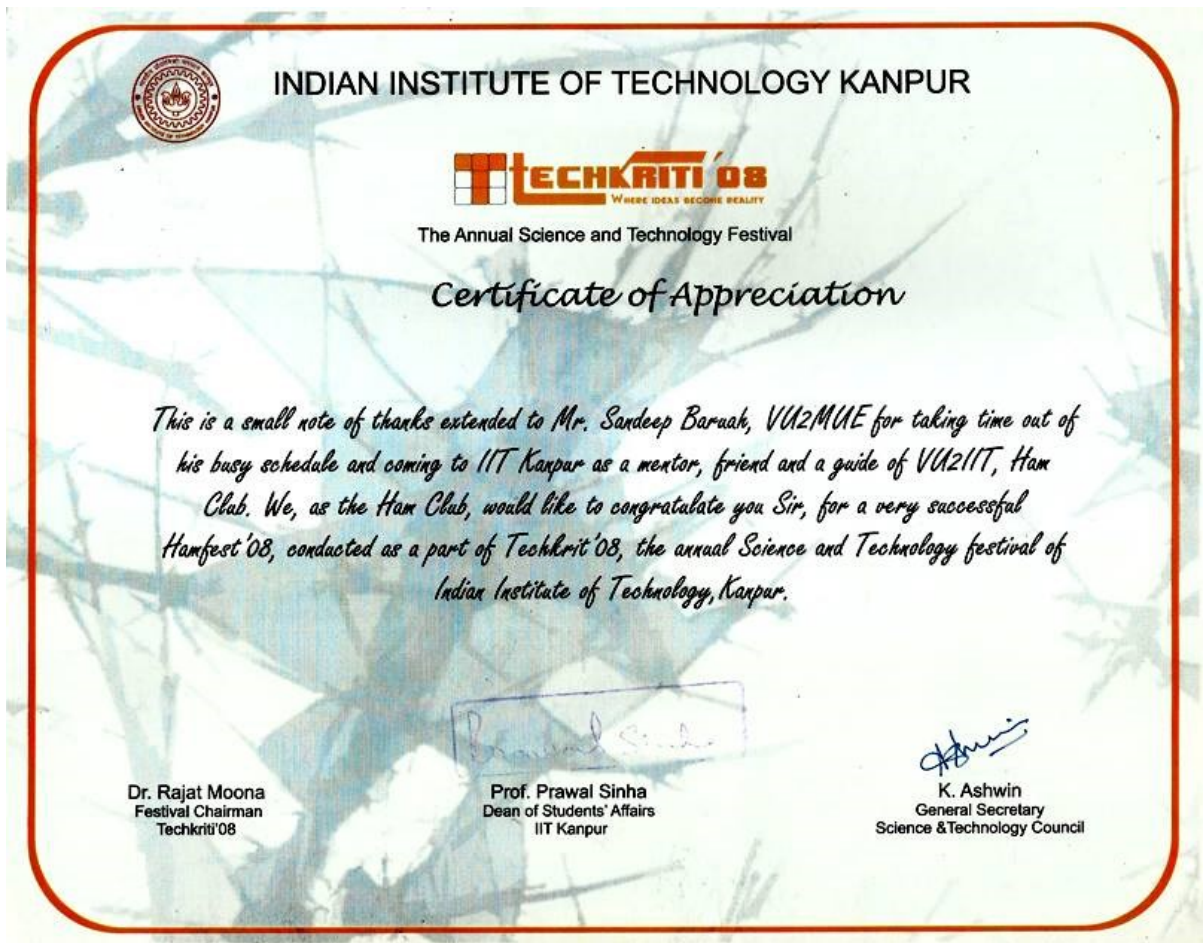 INDIAN INSTITUTE OF TECHNOLOGY KANPUR
TECHKRITI'08
WHERE IDEAS BECOME REALITY
The Annual Science and Technology Festival
Certificate of Appreciation
This is a small note of thanks extended to Mr. Sandeep Baruah, VU2MUE for taking time out of
his busy schedule and coming to IIT Kanpur as a mentor, friend and a guide of VU2IIT, Ham
Club. We, as the Ham Club, would like to congratulate you Sir, for a very successful
Hamfest'08, conducted as a part of Techkrit'08, the annual Science and Technology festival of
Indian Institute of Technology, Kanpur.
Prawal Sinha
Dr. Rajat Moona
Festival Chairman
Techkriti'08
Prof. Prawal Sinha
Dean of Students' Affairs
IIT Kanpur
K. Ashwin
General Secretary
Science &Technology Council